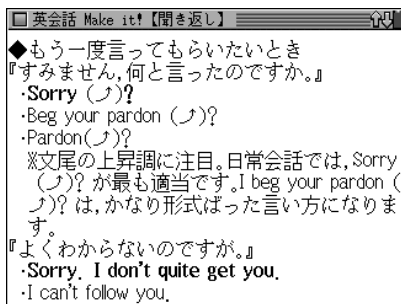 英会話 Make it!【聞き返し】
◆もう一度言ってもらいたいとき
『すみません,何と言ったのですか。』
·Sorry (⤴)?
·Beg your pardon (⤴)?
·Pardon(⤴)?
※文尾の上昇調に注目。日常会話では, Sorry
(⤴)? が最も適当です。I beg your pardon (
⤴)? は, かなり形式ばった言い方になりま
す。
『よくわからないのですが。』
·Sorry. I don't quite get you.
·I can't follow you.